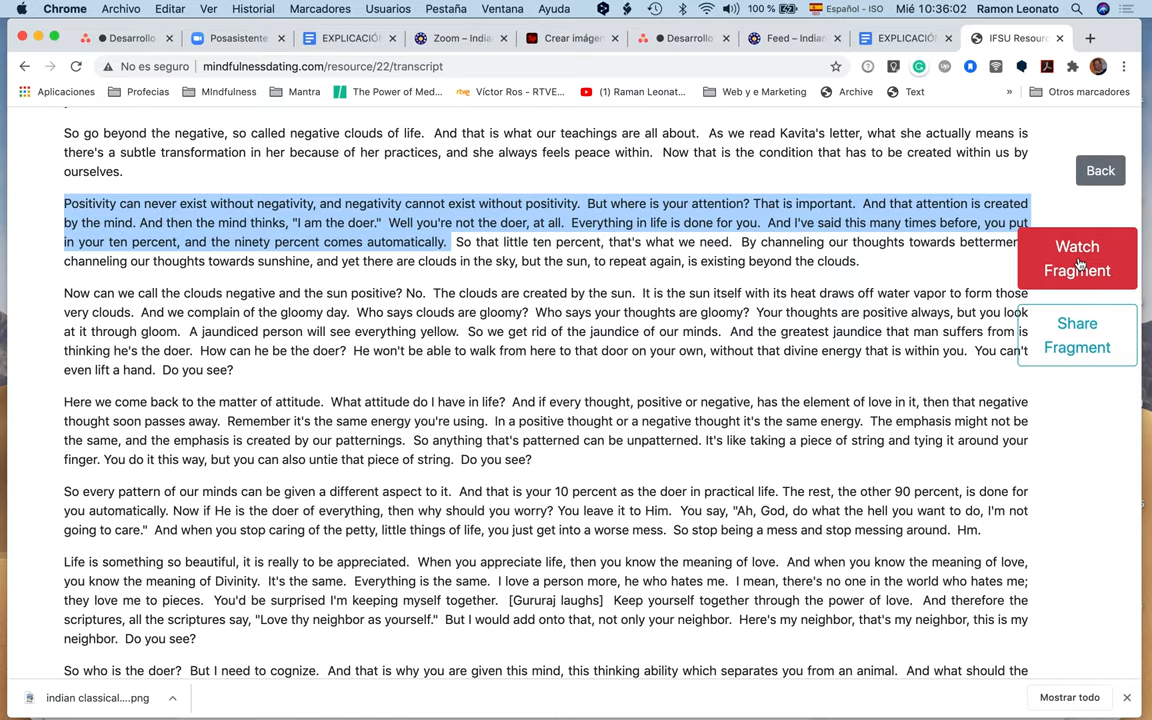 Chrome Archivo Editar Ver Historial Marcadores Usuarios Pestaña Ventana Ayuda 100 % Español - ISO Mié 10:36:02 Ramon Leonato
Desarrollo Posasistente EXPLICACIÓN Zoom – India Crear imágen Desarrollo Feed – Indian EXPLICACIÓN IFSU Resourc
No es seguro mindfulnessdating.com/resource/22/transcript
Aplicaciones Profecias MIndfulness Mantra The Power of Med... Víctor Ros - RTVE... (1) Raman Leonat... Web y e Marketing Archive Text » Otros marcadores
So go beyond the negative, so called negative clouds of life. And that is what our teachings are all about. As we read Kavita's letter, what she actually means is
there's a subtle transformation in her because of her practices, and she always feels peace within. Now that is the condition that has to be created within us by
ourselves.
Back
Positivity can never exist without negativity, and negativity cannot exist without positivity. But where is your attention? That is important. And that attention is created
by the mind. And then the mind thinks, "I am the doer." Well you're not the doer, at all. Everything in life is done for you. And I've said this many times before, you put
in your ten percent, and the ninety percent comes automatically. So that little ten percent, that's what we need. By channeling our thoughts towards betterment
channeling our thoughts towards sunshine, and yet there are clouds in the sky, but the sun, to repeat again, is existing beyond the clouds.
Watch
Fragment
Now can we call the clouds negative and the sun positive? No. The clouds are created by the sun. It is the sun itself with its heat draws off water vapor to form those
very clouds. And we complain of the gloomy day. Who says clouds are gloomy? Who says your thoughts are gloomy? Your thoughts are positive always, but you look
at it through gloom. A jaundiced person will see everything yellow. So we get rid of the jaundice of our minds. And the greatest jaundice that man suffers from is
thinking he's the doer. How can he be the doer? He won't be able to walk from here to that door on your own, without that divine energy that is within you. You can't
even lift a hand. Do you see?
Share
Fragment
Here we come back to the matter of attitude. What attitude do I have in life? And if every thought, positive or negative, has the element of love in it, then that negative
thought soon passes away. Remember it's the same energy you're using. In a positive thought or a negative thought it's the same energy. The emphasis might not be
the same, and the emphasis is created by our patternings. So anything that's patterned can be unpatterned. It's like taking a piece of string and tying it around your
finger. You do it this way, but you can also untie that piece of string. Do you see?
So every pattern of our minds can be given a different aspect to it. And that is your 10 percent as the doer in practical life. The rest, the other 90 percent, is done for
you automatically. Now if He is the doer of everything, then why should you worry? You leave it to Him. You say, "Ah, God, do what the hell you want to do, I'm not
going to care." And when you stop caring of the petty, little things of life, you just get into a worse mess. So stop being a mess and stop messing around. Hm.
Life is something so beautiful, it is really to be appreciated. When you appreciate life, then you know the meaning of love. And when you know the meaning of love,
you know the meaning of Divinity. It's the same. Everything is the same. I love a person more, he who hates me. I mean, there's no one in the world who hates me;
they love me to pieces. You'd be surprised I'm keeping myself together. [Gururaj laughs] Keep yourself together through the power of love. And therefore the
scriptures, all the scriptures say, "Love thy neighbor as yourself." But I would add onto that, not only your neighbor. Here's my neighbor, that's my neighbor, this is my
neighbor. Do you see?
So who is the doer? But I need to cognize. And that is why you are given this mind, this thinking ability which separates you from an animal. And what should the
indian classical....png Mostrar todo